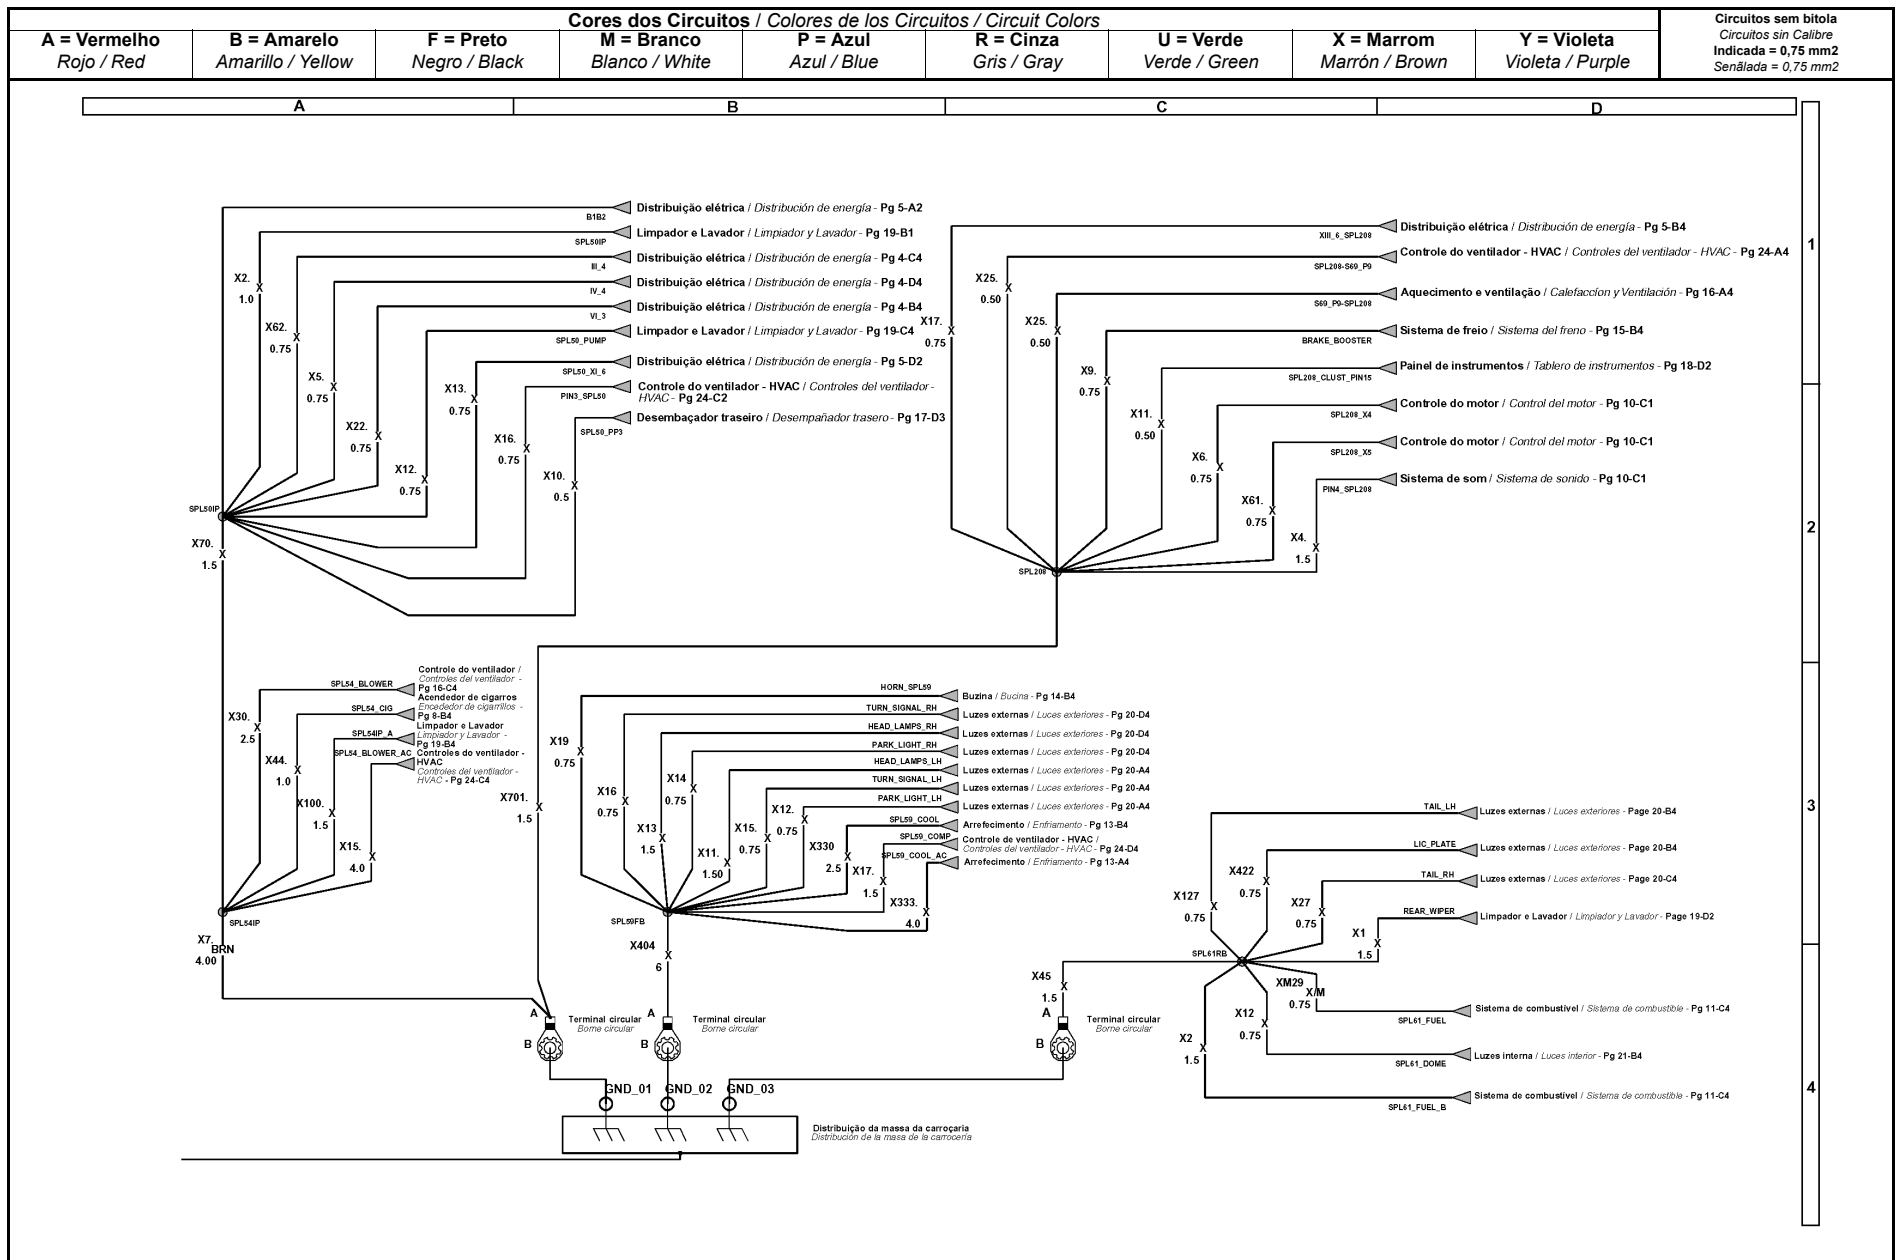 Cores dos Circuitos / Colores de los Circuitos / Circuit Colors
A = Vermelho
Rojo / Red
B = Amarelo
Amarillo / Yellow
F = Preto
Negro / Black
M = Branco
Blanco / White
P = Azul
Azul / Blue
R = Cinza
Gris / Gray
U = Verde
Verde / Green
X = Marrom
Marrón / Brown
Y = Violeta
Violeta / Purple
Circuitos sem bitola
Circuitos sin Calibre
Indicada = 0,75 mm2
Senãlada = 0,75 mm2
A
B
C
D
1
2
3
4
B1B2
Distribuição elétrica / Distribución de energía - Pg 5-A2
SPL50IP
Limpador e Lavador / Limpiador y Lavador - Pg 19-B1
III_4
Distribuição elétrica / Distribución de energía - Pg 4-C4
IV_4
Distribuição elétrica / Distribución de energía - Pg 4-D4
VI_3
Distribuição elétrica / Distribución de energía - Pg 4-B4
SPL50_PUMP
Limpador e Lavador / Limpiador y Lavador - Pg 19-C4
SPL50_XI_6
Distribuição elétrica / Distribución de energía - Pg 5-D2
PIN3_SPL50
Controle do ventilador - HVAC / Controles del ventilador -
HVAC - Pg 24-C2
SPL50_PP3
Desembaçador traseiro / Desempañador trasero - Pg 17-D3
X2.
X
1.0
X62.
X
0.75
X5.
X
0.75
X22.
X
0.75
X12.
X
0.75
X13.
X
0.75
X16.
X
0.75
X10.
X
0.5
SPL50IP
X70.
X
1.5
XIII_6_SPL208
Distribuição elétrica / Distribución de energía - Pg 5-B4
SPL208-S69_P9
Controle do ventilador - HVAC / Controles del ventilador - HVAC - Pg 24-A4
S69_P9-SPL208
Aquecimento e ventilação / Calefaccíon y Ventilación - Pg 16-A4
BRAKE_BOOSTER
Sistema de freio / Sistema del freno - Pg 15-B4
SPL208_CLUST_PIN15
Painel de instrumentos / Tablero de instrumentos - Pg 18-D2
SPL208_X4
Controle do motor / Control del motor - Pg 10-C1
SPL208_X5
Controle do motor / Control del motor - Pg 10-C1
PIN4_SPL208
Sistema de som / Sistema de sonido - Pg 10-C1
X17.
X
0.75
X25.
X
0.50
X25.
X
0.50
X9.
X
0.75
X11.
X
0.50
X6.
X
0.75
X61.
X
0.75
X4.
X
1.5
SPL208
SPL54_BLOWER
Controle do ventilador /
Controles del ventilador -
Pg 16-C4
SPL54_CIG
Acendedor de cigarros
Encededor de cigarrillos -
Pg 8-B4
SPL54IP_A
Limpador e Lavador
Limpiador y Lavador -
Pg 19-B4
SPL54_BLOWER_AC
Controles do ventilador -
HVAC
Controles del ventilador -
HVAC - Pg 24-C4
X30.
X
2.5
X44.
X
1.0
X100.
X
1.5
X15.
X
4.0
SPL54IP
X7.
BRN
4.00
X701.
X
1.5
HORN_SPL59
Buzina / Bucina - Pg 14-B4
TURN_SIGNAL_RH
Luzes externas / Luces exteriores - Pg 20-D4
HEAD_LAMPS_RH
Luzes externas / Luces exteriores - Pg 20-D4
PARK_LIGHT_RH
Luzes externas / Luces exteriores - Pg 20-D4
HEAD_LAMPS_LH
Luzes externas / Luces exteriores - Pg 20-A4
TURN_SIGNAL_LH
Luzes externas / Luces exteriores - Pg 20-A4
PARK_LIGHT_LH
Luzes externas / Luces exteriores - Pg 20-A4
SPL59_COOL
Arrefecimento / Enfriamento - Pg 13-B4
SPL59_COMP
Controle de ventilador - HVAC /
Controles del ventilador - HVAC - Pg 24-D4
SPL59_COOL_AC
Arrefecimento / Enfriamento - Pg 13-A4
X19
X
0.75
X16
X
0.75
X13
X
1.5
X14
X
0.75
X11.
X
1.50
X15.
X
0.75
X12.
X
0.75
X330
X
2.5
X17.
X
1.5
X333.
X
4.0
SPL59FB
X404
X
6
TAIL_LH
Luzes externas / Luces exteriores - Page 20-B4
LIC_PLATE
Luzes externas / Luces exteriores - Page 20-B4
TAIL_RH
Luzes externas / Luces exteriores - Page 20-C4
REAR_WIPER
Limpador e Lavador / Limpiador y Lavador - Page 19-D2
X127
X
0.75
X422
X
0.75
X27
X
0.75
X1
X
1.5
SPL61RB
X45
X
1.5
XM29
X/M
0.75
SPL61_FUEL
Sistema de combustível / Sistema de combustible - Pg 11-C4
X12
X
0.75
SPL61_DOME
Luzes interna / Luces interior - Pg 21-B4
X2
X
1.5
SPL61_FUEL_B
Sistema de combustível / Sistema de combustible - Pg 11-C4
A
B
Terminal circular
Borne circular
A
B
Terminal circular
Borne circular
A
B
Terminal circular
Borne circular
GND_01
GND_02
GND_03
Distribuição da massa da carroçaria
Distribución de la masa de la carrocería